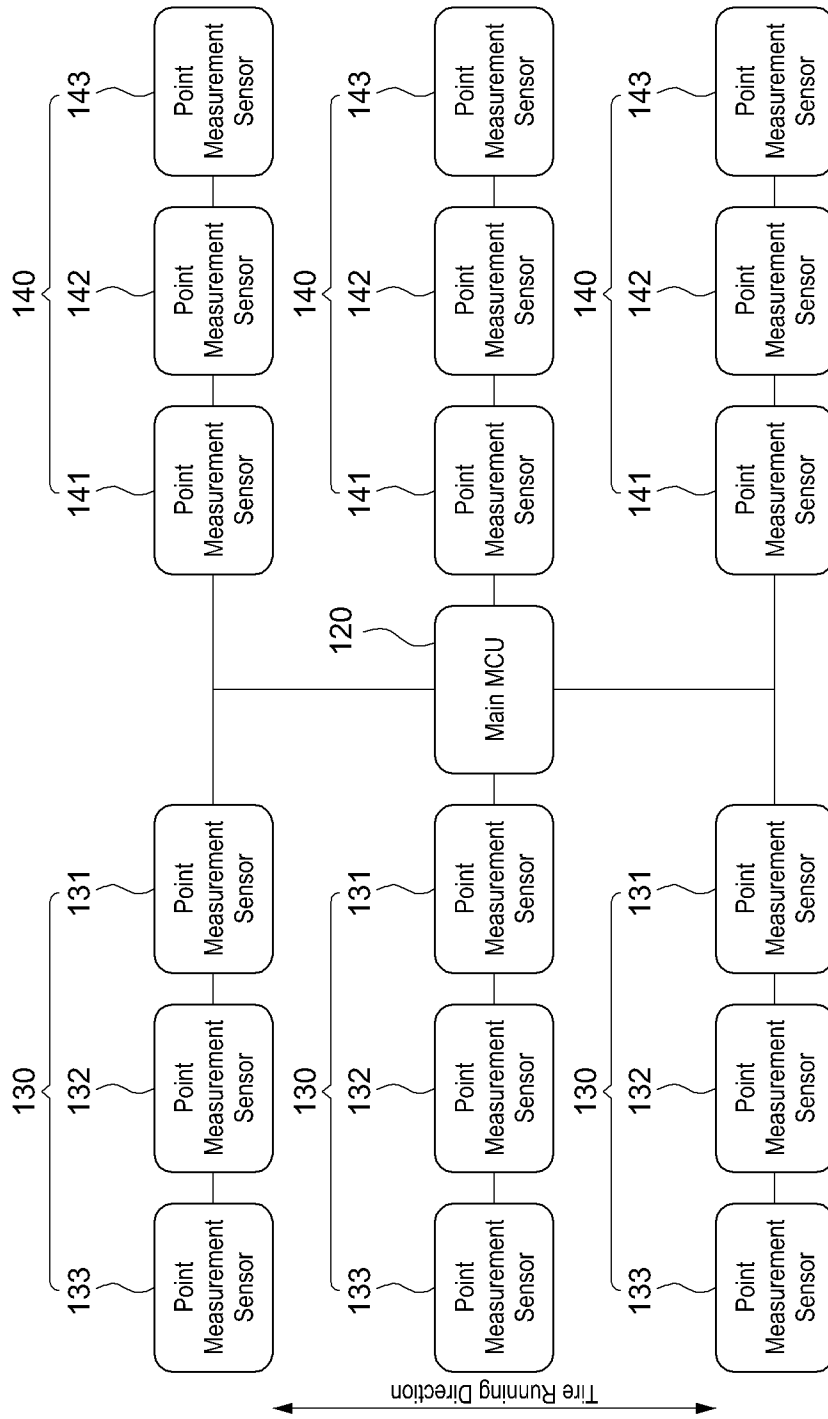 130
140
133
132
131
141
142
143
Point
Measurement
Sensor
Point
Measurement
Sensor
Point
Measurement
Sensor
Point
Measurement
Sensor
Point
Measurement
Sensor
Point
Measurement
Sensor
Tire Running Direction
130
140
133
132
131
120
141
142
143
Point
Measurement
Sensor
Point
Measurement
Sensor
Point
Measurement
Sensor
Main MCU
Point
Measurement
Sensor
Point
Measurement
Sensor
Point
Measurement
Sensor
130
140
133
132
131
141
142
143
Point
Measurement
Sensor
Point
Measurement
Sensor
Point
Measurement
Sensor
Point
Measurement
Sensor
Point
Measurement
Sensor
Point
Measurement
Sensor